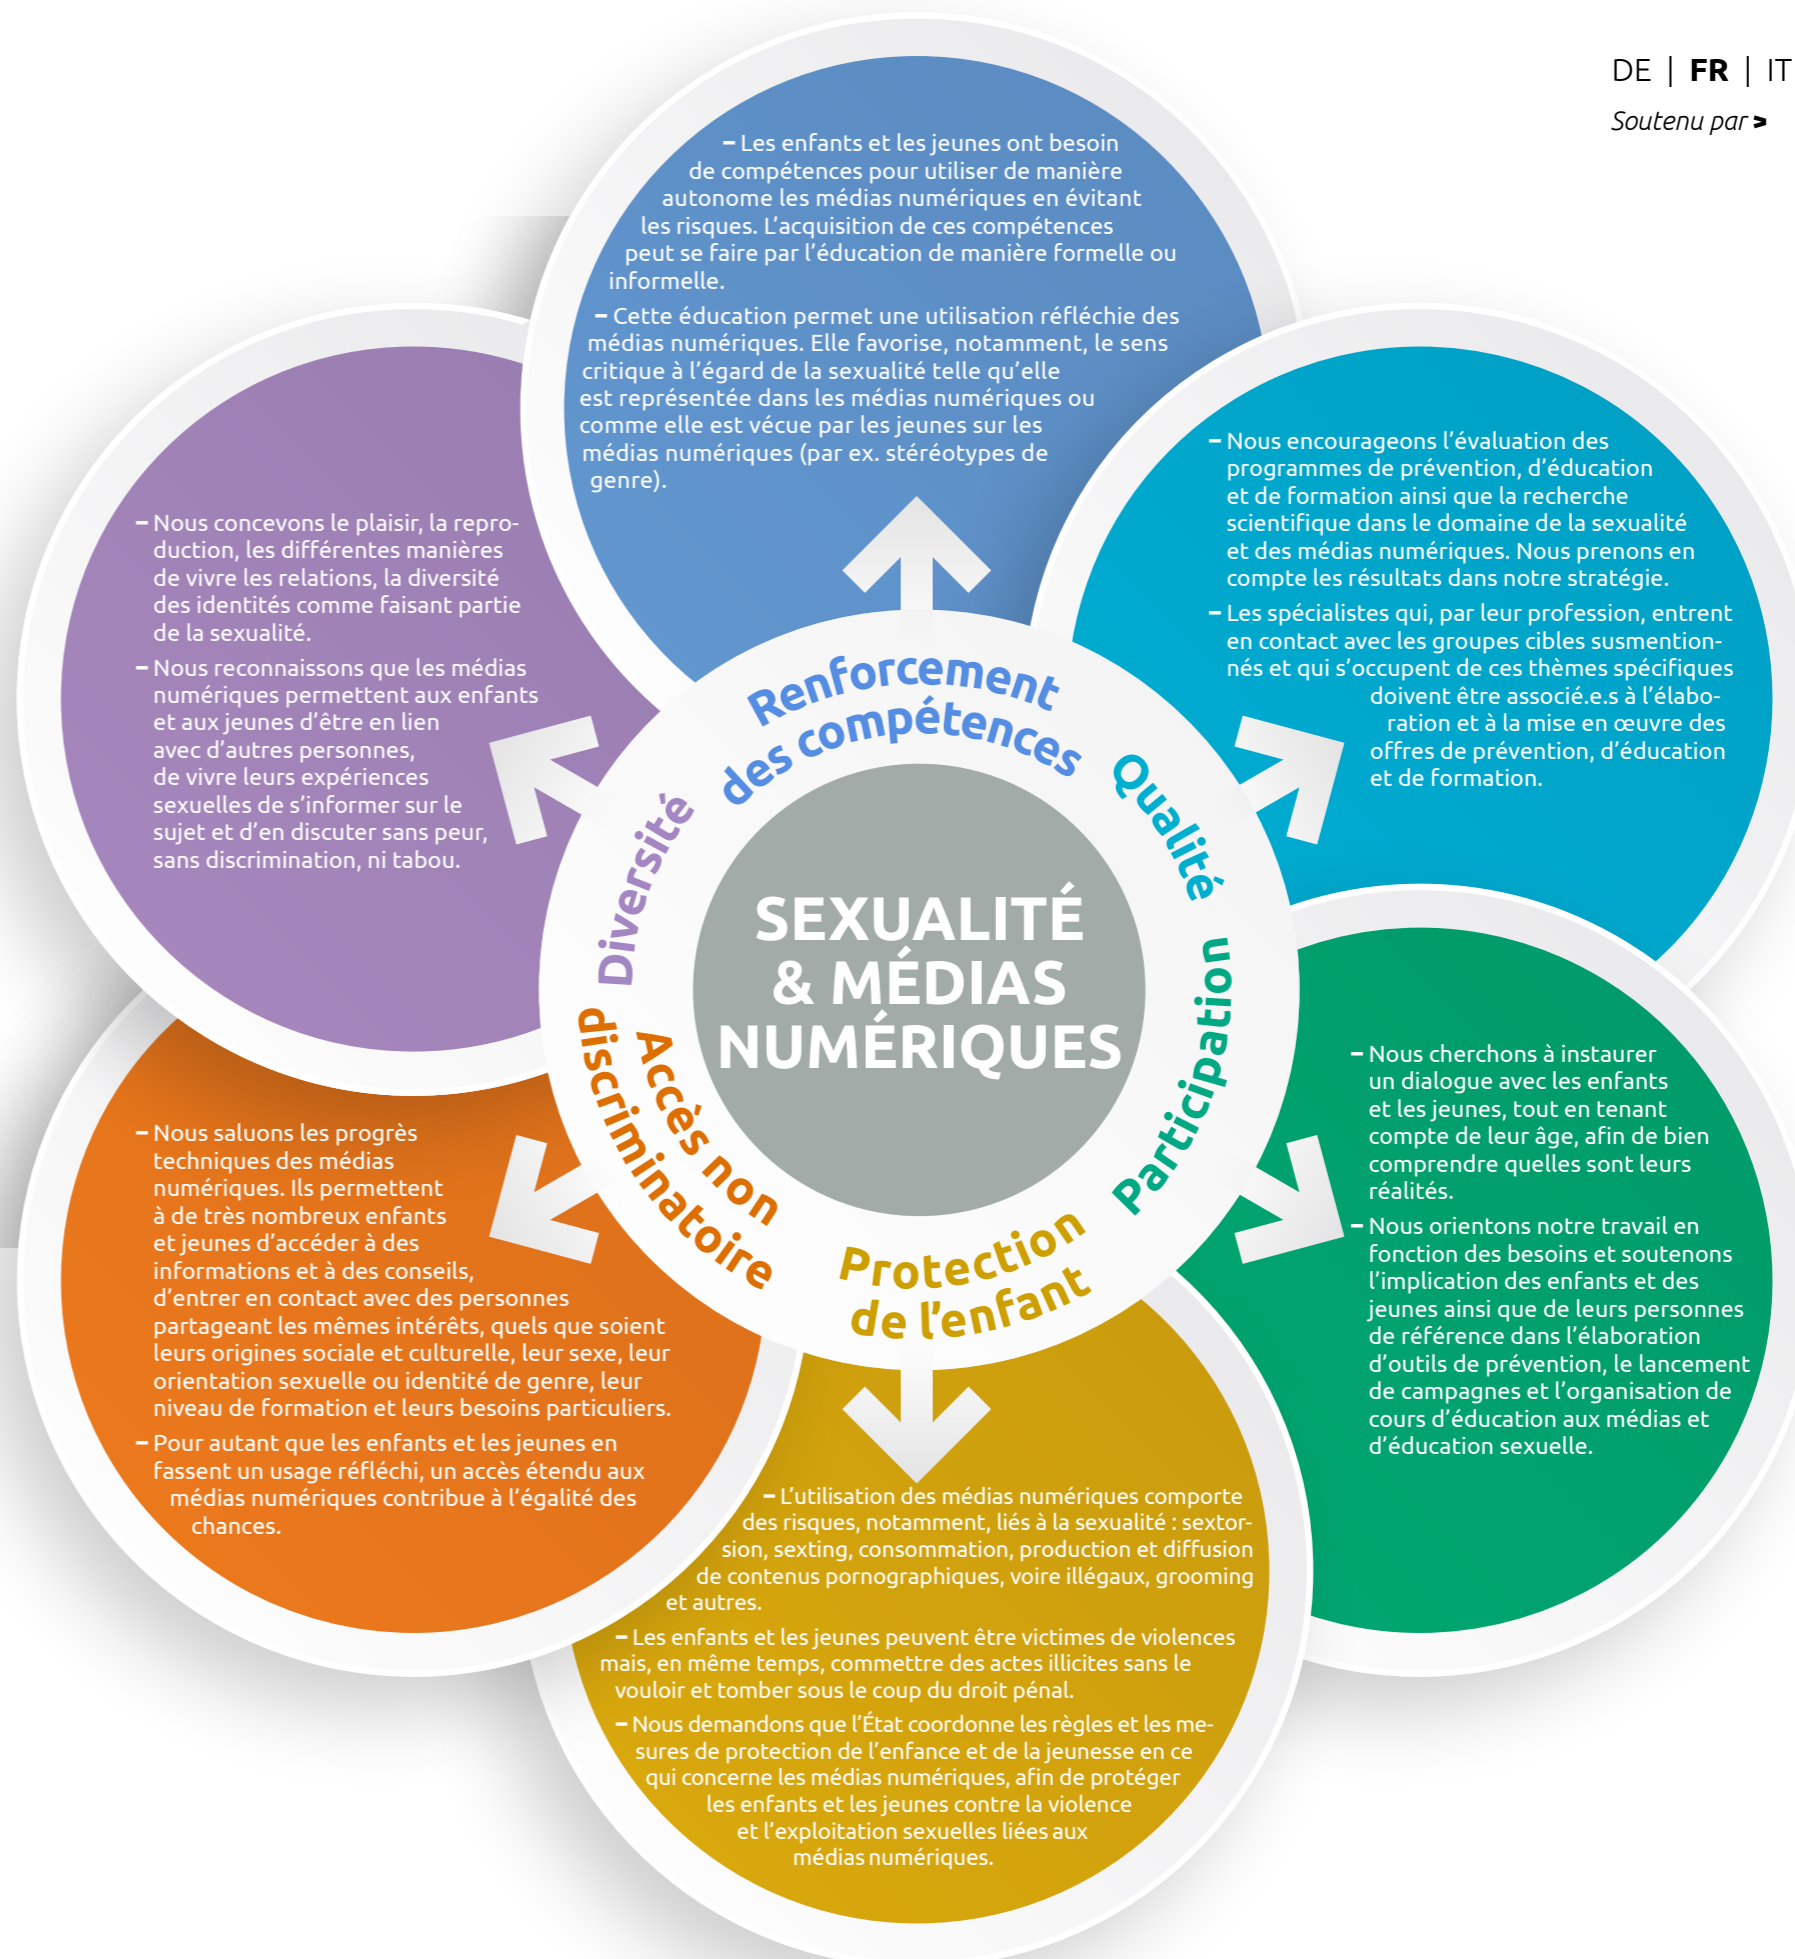 DE | FR | IT
Soutenu par >
– Les enfants et les jeunes ont besoin
de compétences pour utiliser de manière
autonome les médias numériques en évitant
les risques. L’acquisition de ces compétences
peut se faire par l’éducation de manière formelle ou
informelle.
– Cette éducation permet une utilisation réfléchie des
médias numériques. Elle favorise, notamment, le sens
critique à l’égard de la sexualité telle qu’elle
est représentée dans les médias numériques ou
comme elle est vécue par les jeunes sur les
médias numériques (par ex. stéréotypes de
genre).
– Nous encourageons l’évaluation des
programmes de prévention, d’éducation
et de formation ainsi que la recherche
scientifique dans le domaine de la sexualité
et des médias numériques. Nous prenons en
compte les résultats dans notre stratégie.
– Les spécialistes qui, par leur profession, entrent
en contact avec les groupes cibles susmention-
nés et qui s’occupent de ces thèmes spécifiques
doivent être associé.e.s à l’élabo-
ration et à la mise en œuvre des
offres de prévention, d’éducation
et de formation.
– Nous concevons le plaisir, la repro-
duction, les différentes manières
de vivre les relations, la diversité
des identités comme faisant partie
de la sexualité.
– Nous reconnaissons que les médias
numériques permettent aux enfants
et aux jeunes d’être en lien
avec d’autres personnes,
de vivre leurs expériences
sexuelles de s’informer sur le
sujet et d’en discuter sans peur,
sans discrimination, ni tabou.
Renforcement
des compétences
Qualité
Participation
Protection
de l’enfant
Accès non
discriminatoire
Diversité
SEXUALITÉ
& MÉDIAS
NUMÉRIQUES
– Nous cherchons à instaurer
un dialogue avec les enfants
et les jeunes, tout en tenant
compte de leur âge, afin de bien
comprendre quelles sont leurs
réalités.
– Nous orientons notre travail en
fonction des besoins et soutenons
l’implication des enfants et des
jeunes ainsi que de leurs personnes
de référence dans l’élaboration
d’outils de prévention, le lancement
de campagnes et l’organisation de
cours d’éducation aux médias et
d’éducation sexuelle.
– Nous saluons les progrès
techniques des médias
numériques. Ils permettent
à de très nombreux enfants
et jeunes d’accéder à des
informations et à des conseils,
d’entrer en contact avec des personnes
partageant les mêmes intérêts, quels que soient
leurs origines sociale et culturelle, leur sexe, leur
orientation sexuelle ou identité de genre, leur
niveau de formation et leurs besoins particuliers.
– Pour autant que les enfants et les jeunes en
fassent un usage réfléchi, un accès étendu aux
médias numériques contribue à l’égalité des
chances.
– L’utilisation des médias numériques comporte
des risques, notamment, liés à la sexualité : sextor-
sion, sexting, consommation, production et diffusion
de contenus pornographiques, voire illégaux, grooming
et autres.
– Les enfants et les jeunes peuvent être victimes de violences
mais, en même temps, commettre des actes illicites sans le
vouloir et tomber sous le coup du droit pénal.
– Nous demandons que l’État coordonne les règles et les me-
sures de protection de l’enfance et de la jeunesse en ce
qui concerne les médias numériques, afin de protéger
les enfants et les jeunes contre la violence
et l’exploitation sexuelles liées aux
médias numériques.